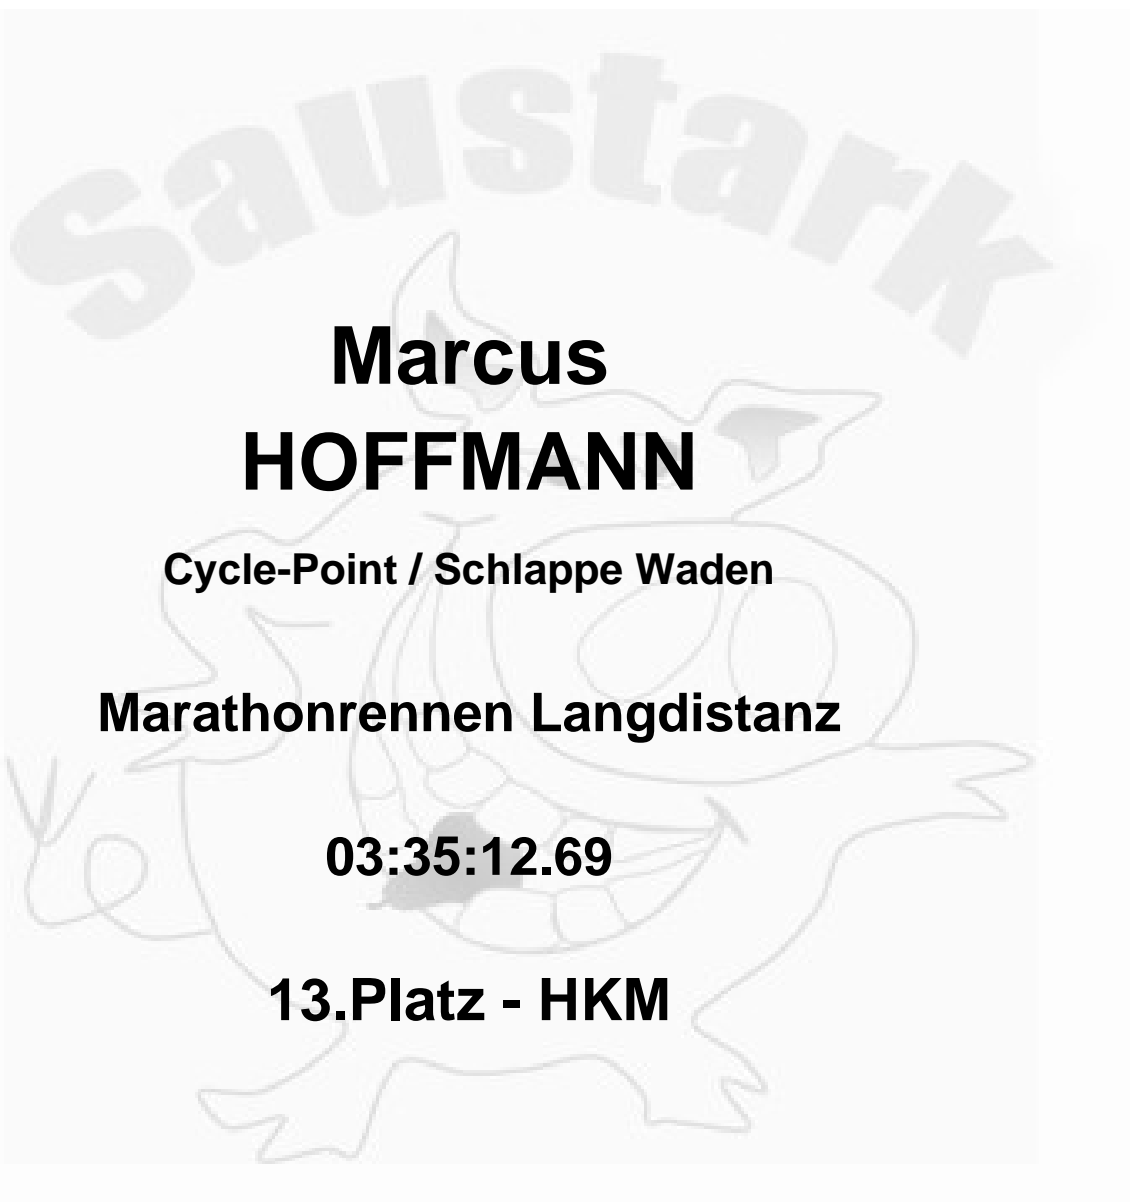 Saustark
Marcus
HOFFMANN
Cycle-Point / Schlappe Waden
Marathonrennen Langdistanz
03:35:12.69
13.Platz - HKM